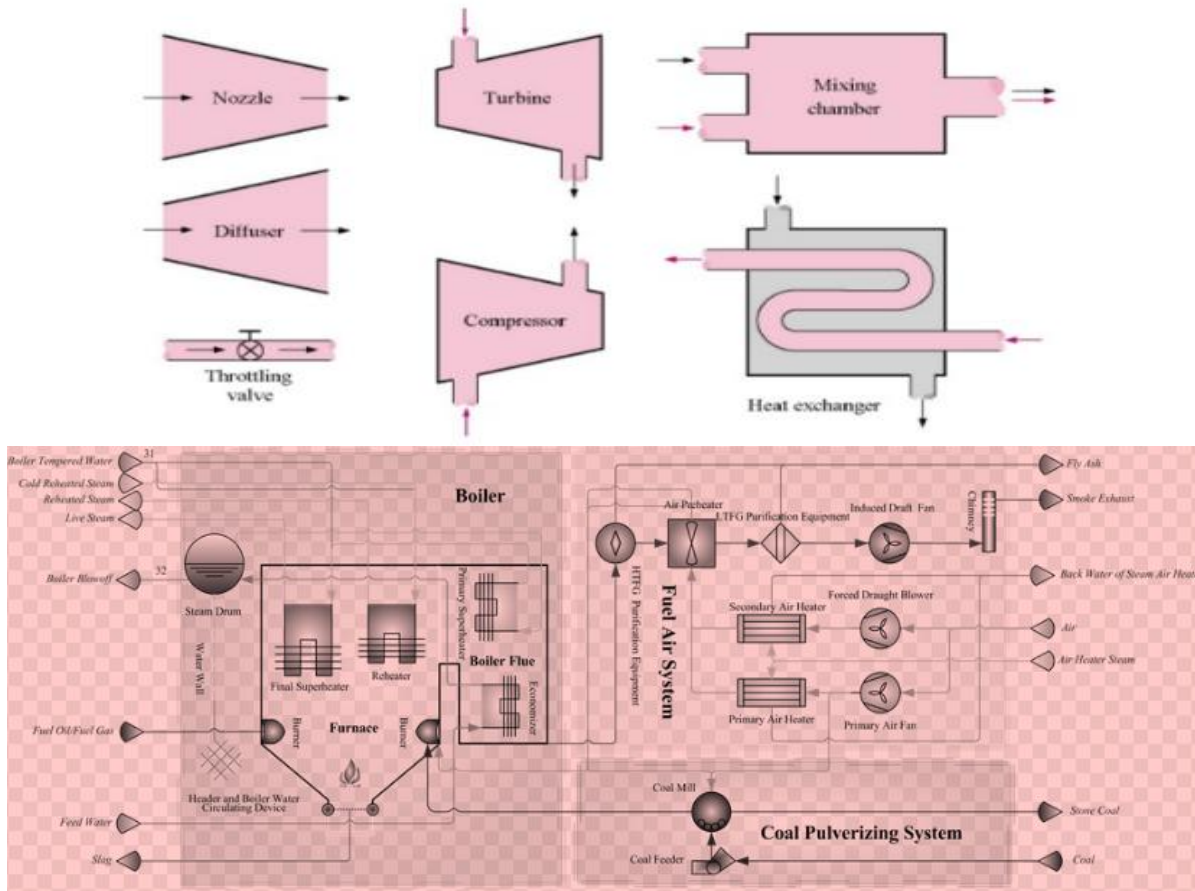 Nozzle
Turbine
Mixing
chamber
Diffuser
Compressor
Throttling
valve
Heat exchanger
Boiler Tempered Water
31
Cold Reheated Steam
Reheated Steam
Live Steam
Boiler
Boiler Blowoff
32
Steam Drum
Primary Superheater
Final Superheater
Reheater
Boiler Flue
Economizer
Water Wall
Fuel Oil/Fuel Gas
Burner
Furnace
Burner
Header and Boiler Water
Circulating Device
Feed Water
Slag
Air Preheater
LTFG Purification Equipment
Induced Draft Fan
Chimney
Fly Ash
Smoke Exhaust
HTFG Purification Equipment
Fuel Air System
Back Water of Steam Air Heat
Secondary Air Heater
Forced Draught Blower
Air
Air Heater Steam
Primary Air Heater
Primary Air Fan
Coal Mill
Stone Coal
Coal Pulverizing System
Coal Feeder
Coal